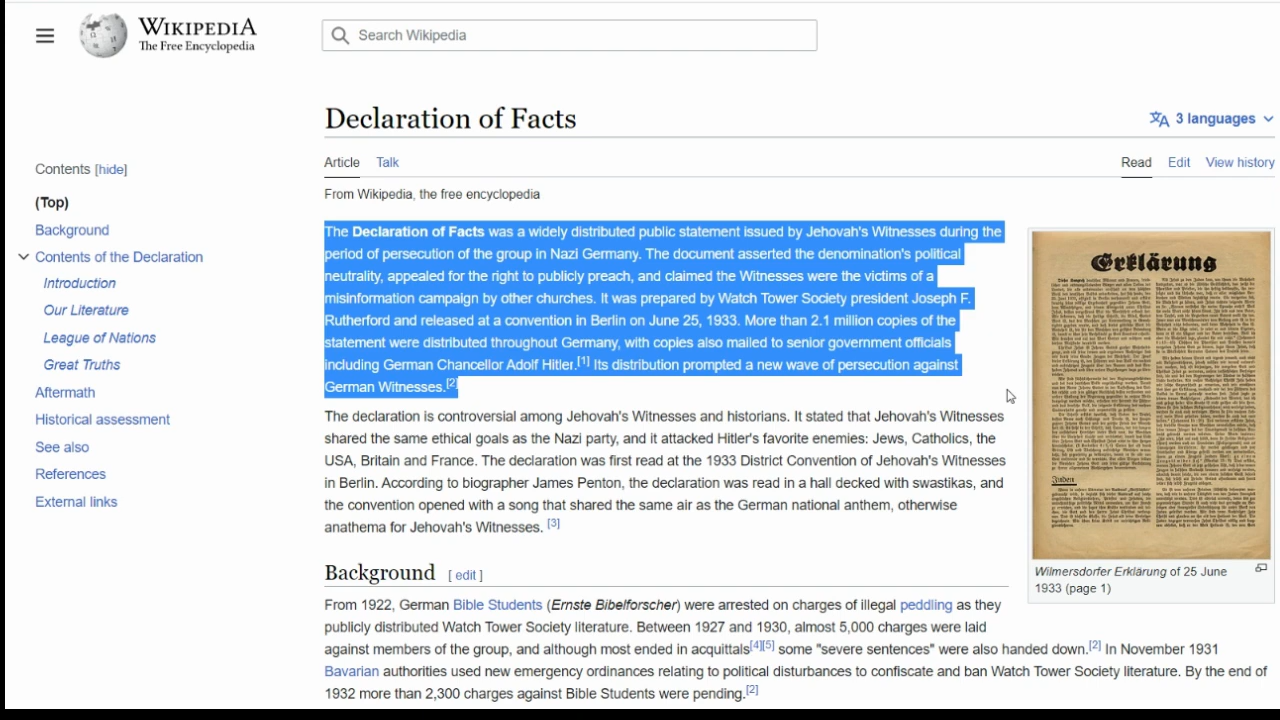 WIKIPEDIA
The Free Encyclopedia
Search Wikipedia
Declaration of Facts
3 languages
Contents [hide]
(Top)
Background
Contents of the Declaration
Introduction
Our Literature
League of Nations
Great Truths
Aftermath
Historical assessment
See also
References
External links
Article Talk
Read Edit View history
From Wikipedia, the free encyclopedia
The Declaration of Facts was a widely distributed public statement issued by Jehovah's Witnesses during the
period of persecution of the group in Nazi Germany. The document asserted the denomination's political
neutrality, appealed for the right to publicly preach, and claimed the Witnesses were the victims of a
misinformation campaign by other churches. It was prepared by Watch Tower Society president Joseph F.
Rutherford and released at a convention in Berlin on June 25, 1933. More than 2.1 million copies of the
statement were distributed throughout Germany, with copies also mailed to senior government officials
including German Chancellor Adolf Hitler.[1] Its distribution prompted a new wave of persecution against
German Witnesses.[2]
The declaration is controversial among Jehovah's Witnesses and historians. It stated that Jehovah's Witnesses
shared the same ethical goals as the Nazi party, and it attacked Hitler's favorite enemies: Jews, Catholics, the
USA, Britain and France. The declaration was first read at the 1933 District Convention of Jehovah's Witnesses
in Berlin. According to biographer James Penton, the declaration was read in a hall decked with swastikas, and
the convention opened with a song that shared the same air as the German national anthem, otherwise
anathema for Jehovah's Witnesses. [3]
Erklärung
Juden
Wilmersdorfer Erklärung of 25 June
1933 (page 1)
Background [ edit ]
From 1922, German Bible Students (Ernste Bibelforscher) were arrested on charges of illegal peddling as they
publicly distributed Watch Tower Society literature. Between 1927 and 1930, almost 5,000 charges were laid
against members of the group, and although most ended in acquittals[4][5] some "severe sentences" were also handed down.[2] In November 1931
Bavarian authorities used new emergency ordinances relating to political disturbances to confiscate and ban Watch Tower Society literature. By the end of
1932 more than 2,300 charges against Bible Students were pending.[2]